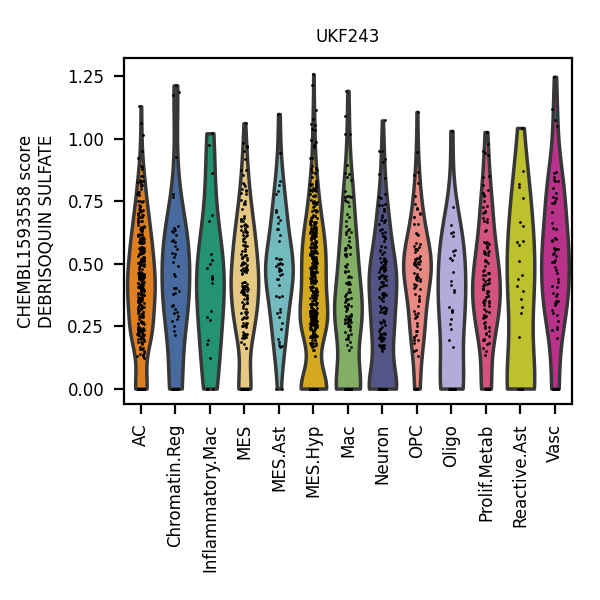 UKF243
CHEMBL1593558 score
DEBRISOQUIN SULFATE
1.25
1.00
0.75
0.50
0.25
0.00
AC
Chromatin.Reg
Inflammatory.Mac
MES
MES.Ast
MES.Hyp
Mac
Neuron
OPC
Oligo
Prolif.Metab
Reactive.Ast
Vasc